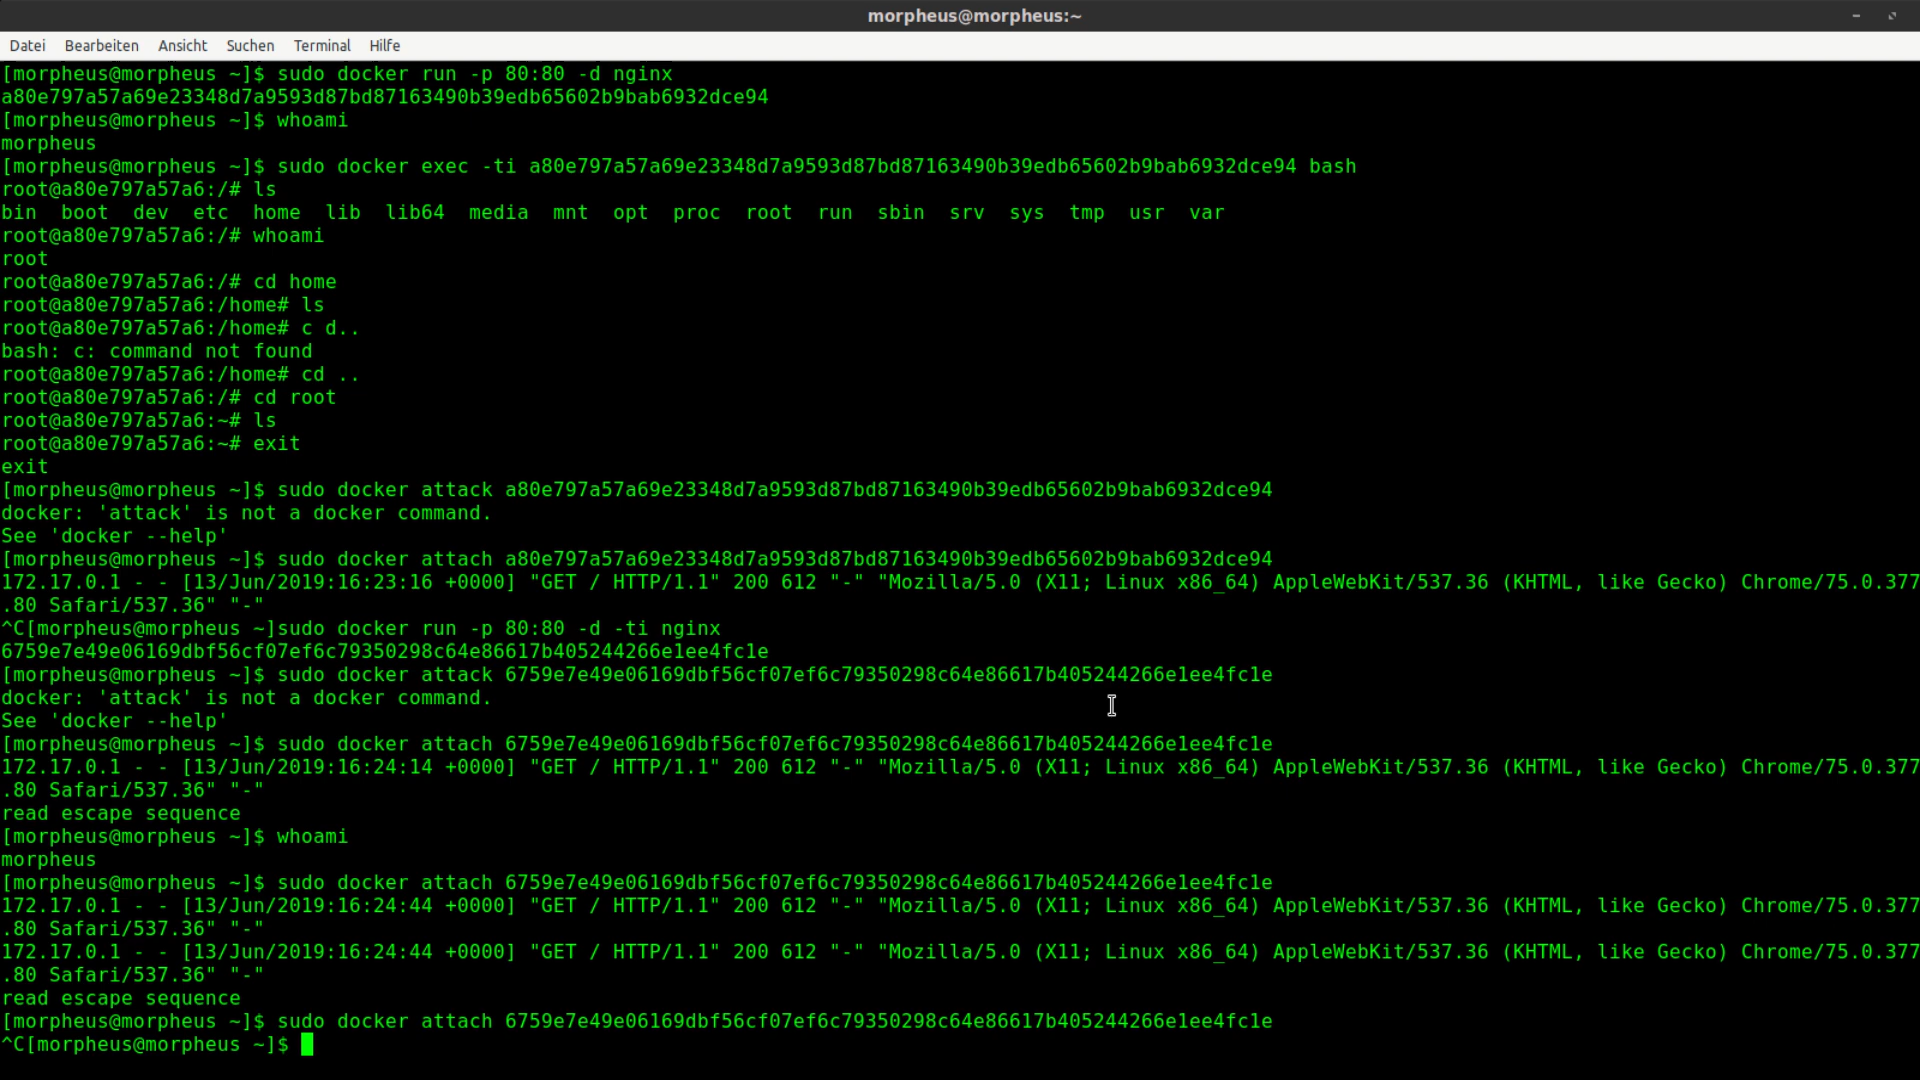 morpheus@morpheus:~
Datei Bearbeiten Ansicht Suchen Terminal Hilfe
[morpheus@morpheus ~]$ sudo docker run -p 80:80 -d nginx
a80e797a57a69e23348d7a9593d87bd87163490b39edb65602b9bab6932dce94
[morpheus@morpheus ~]$ whoami
morpheus
[morpheus@morpheus ~]$ sudo docker exec -ti a80e797a57a69e23348d7a9593d87bd87163490b39edb65602b9bab6932dce94 bash
root@a80e797a57a6:/# ls
bin  boot  dev  etc  home  lib  lib64  media  mnt  opt  proc  root  run  sbin  srv  sys  tmp  usr  var
root@a80e797a57a6:/# whoami
root
root@a80e797a57a6:/# cd home
root@a80e797a57a6:/home# ls
root@a80e797a57a6:/home# c d..
bash: c: command not found
root@a80e797a57a6:/home# cd ..
root@a80e797a57a6:/# cd root
root@a80e797a57a6:~# ls
root@a80e797a57a6:~# exit
exit
[morpheus@morpheus ~]$ sudo docker attack a80e797a57a69e23348d7a9593d87bd87163490b39edb65602b9bab6932dce94
docker: 'attack' is not a docker command.
See 'docker --help'
[morpheus@morpheus ~]$ sudo docker attach a80e797a57a69e23348d7a9593d87bd87163490b39edb65602b9bab6932dce94
172.17.0.1 - - [13/Jun/2019:16:23:16 +0000] "GET / HTTP/1.1" 200 612 "-" "Mozilla/5.0 (X11; Linux x86_64) AppleWebKit/537.36 (KHTML, like Gecko) Chrome/75.0.377
.80 Safari/537.36" "-"
^C[morpheus@morpheus ~]sudo docker run -p 80:80 -d -ti nginx
6759e7e49e06169dbf56cf07ef6c79350298c64e86617b405244266e1ee4fc1e
[morpheus@morpheus ~]$ sudo docker attack 6759e7e49e06169dbf56cf07ef6c79350298c64e86617b405244266e1ee4fc1e
docker: 'attack' is not a docker command.
See 'docker --help'
[morpheus@morpheus ~]$ sudo docker attach 6759e7e49e06169dbf56cf07ef6c79350298c64e86617b405244266e1ee4fc1e
172.17.0.1 - - [13/Jun/2019:16:24:14 +0000] "GET / HTTP/1.1" 200 612 "-" "Mozilla/5.0 (X11; Linux x86_64) AppleWebKit/537.36 (KHTML, like Gecko) Chrome/75.0.377
.80 Safari/537.36" "-"
read escape sequence
[morpheus@morpheus ~]$ whoami
morpheus
[morpheus@morpheus ~]$ sudo docker attach 6759e7e49e06169dbf56cf07ef6c79350298c64e86617b405244266e1ee4fc1e
172.17.0.1 - - [13/Jun/2019:16:24:44 +0000] "GET / HTTP/1.1" 200 612 "-" "Mozilla/5.0 (X11; Linux x86_64) AppleWebKit/537.36 (KHTML, like Gecko) Chrome/75.0.377
.80 Safari/537.36" "-"
172.17.0.1 - - [13/Jun/2019:16:24:44 +0000] "GET / HTTP/1.1" 200 612 "-" "Mozilla/5.0 (X11; Linux x86_64) AppleWebKit/537.36 (KHTML, like Gecko) Chrome/75.0.377
.80 Safari/537.36" "-"
read escape sequence
[morpheus@morpheus ~]$ sudo docker attach 6759e7e49e06169dbf56cf07ef6c79350298c64e86617b405244266e1ee4fc1e
^C[morpheus@morpheus ~]$